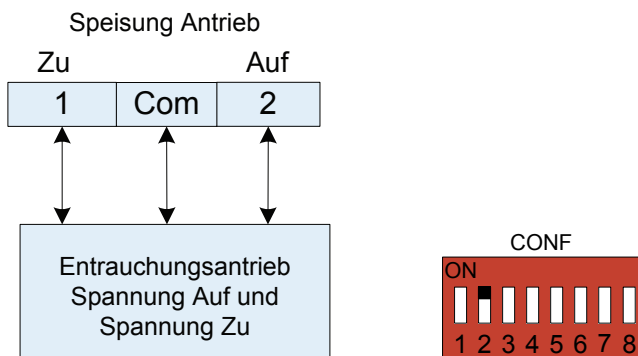 Speisung Antrieb
Zu Auf
1 Com 2
Entrauchungsantrieb
Spannung Auf und
Spannung Zu
CONF
ON
1 2 3 4 5 6 7 8